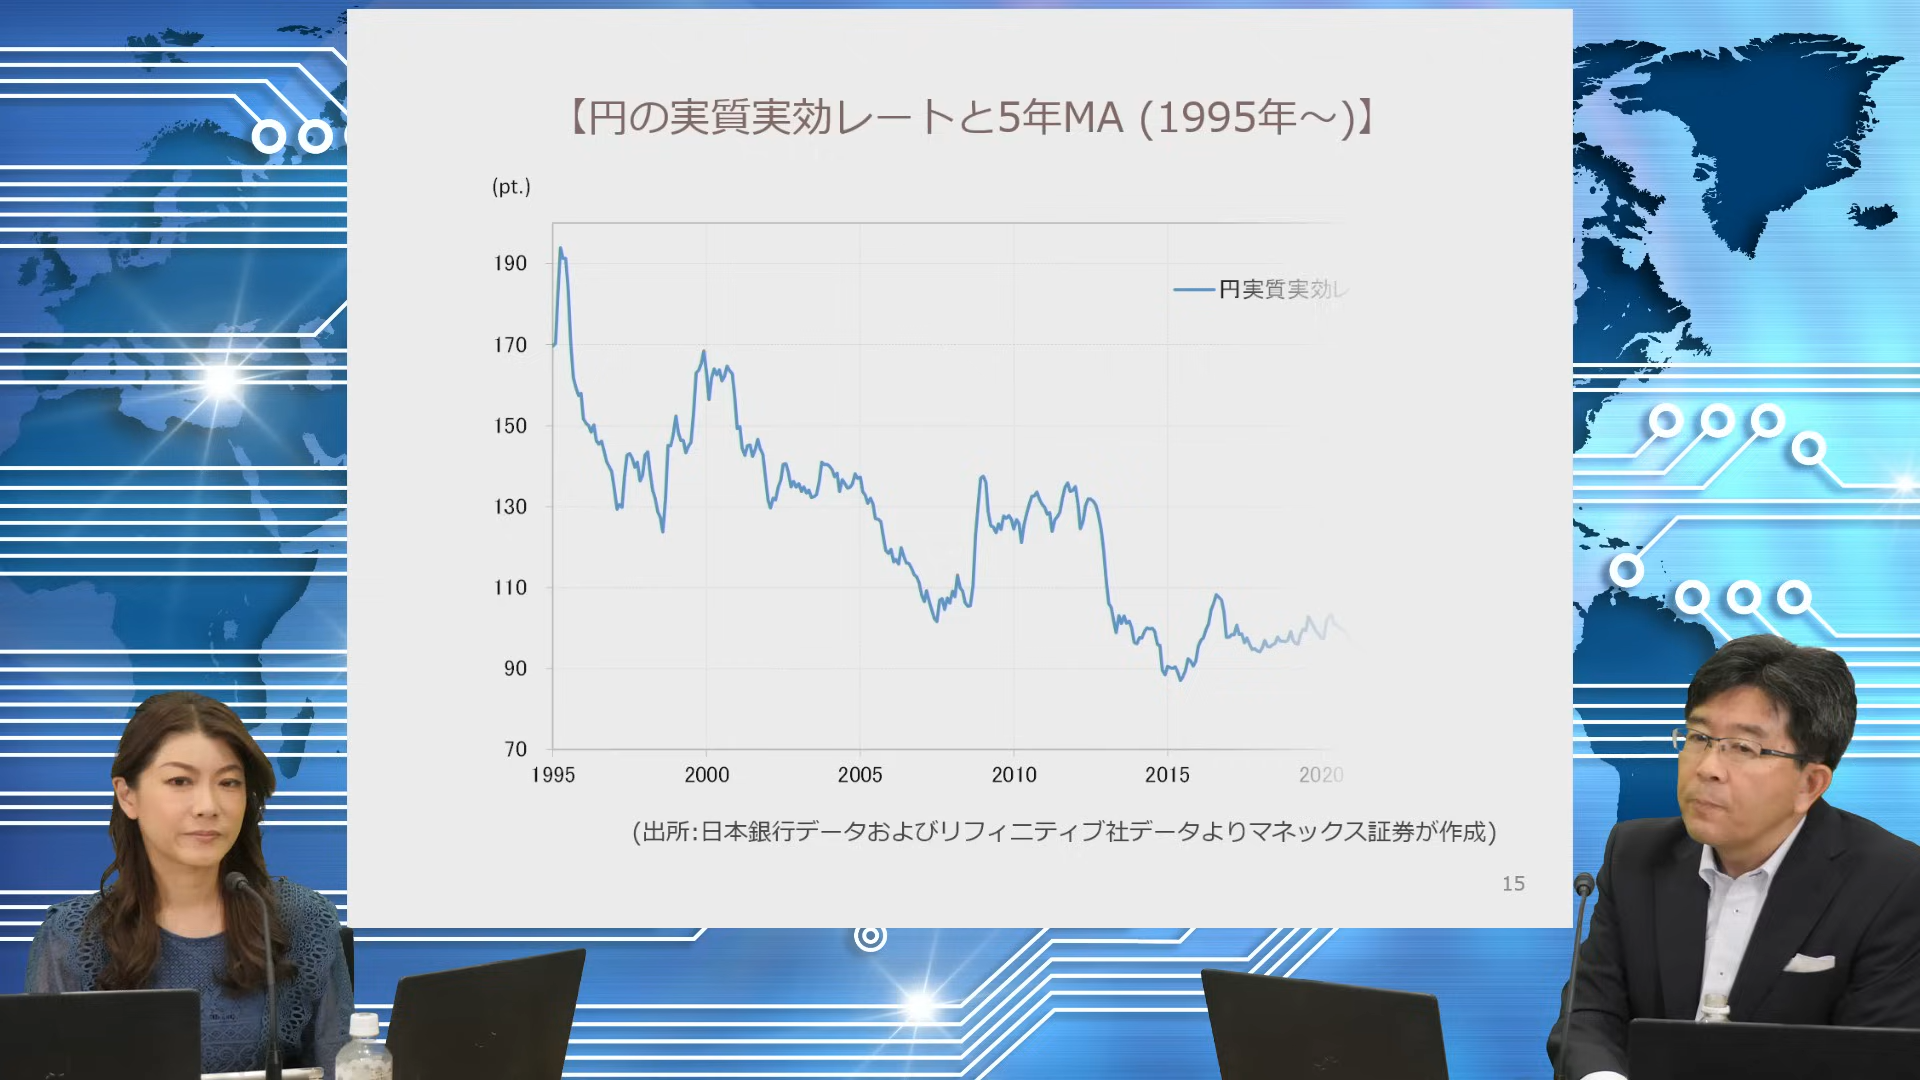 【円の実質実効レートと5年MA (1995年～)】
(pt.)
190
170
150
130
110
90
70
円実質実効レ
1995 2000 2005 2010 2015 2020
(出所:日本銀行データおよびリフィニティブ社データよりマネックス証券が作成)
15